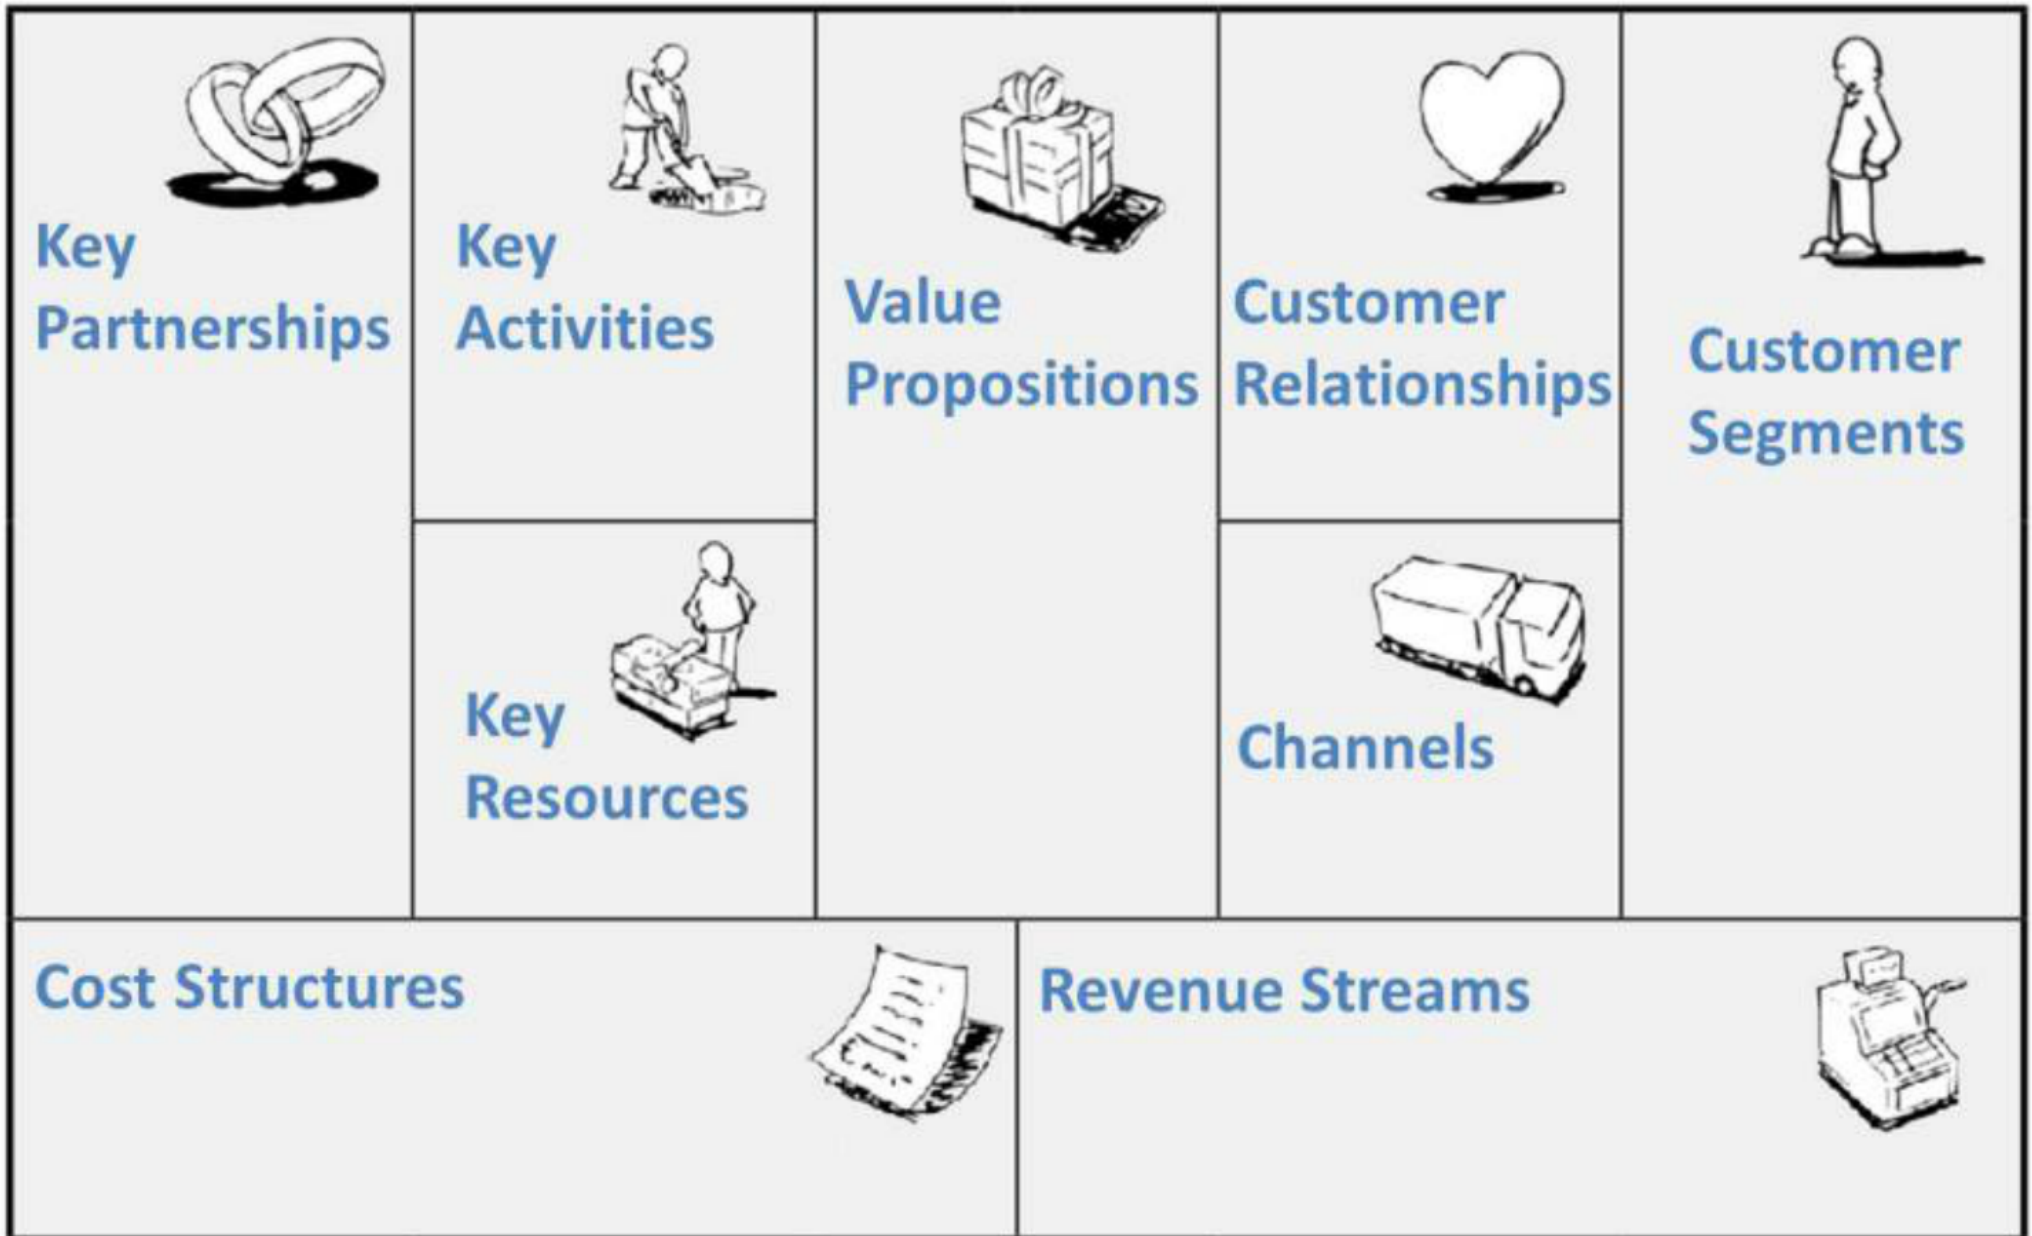 Key
Partnerships
Key
Activities
Key
Resources
Value
Propositions
Customer
Relationships
Channels
Customer
Segments
Cost Structures
Revenue Streams